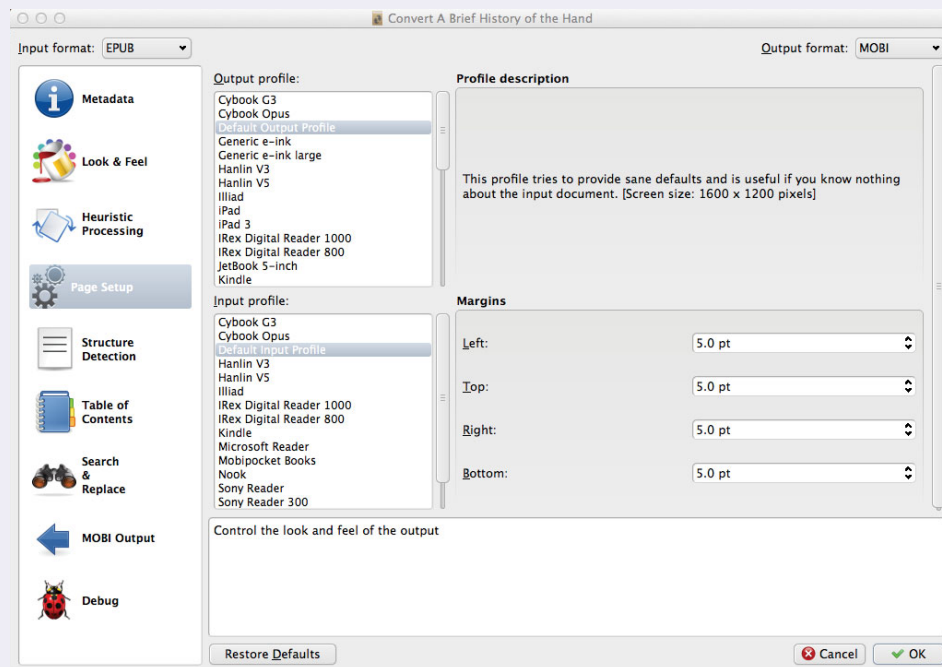 Convert A Brief History of the Hand
Input format: EPUB
Output format: MOBI
Metadata
Look & Feel
Heuristic
Processing
Page Setup
Structure
Detection
Table of
Contents
Search
&
Replace
MOBI Output
Debug
Output profile:
Cybook G3
Cybook Opus
Default Output Profile
Generic e-ink
Generic e-ink large
Hanlin V3
Hanlin V5
Illiad
iPad
iPad 3
IRex Digital Reader 1000
IRex Digital Reader 800
JetBook 5-inch
Kindle
Profile description
This profile tries to provide sane defaults and is useful if you know nothing
about the input document. [Screen size: 1600 x 1200 pixels]
Input profile:
Cybook G3
Cybook Opus
Default Input Profile
Hanlin V3
Hanlin V5
Illiad
IRex Digital Reader 1000
IRex Digital Reader 800
Kindle
Microsoft Reader
Mobipocket Books
Nook
Sony Reader
Sony Reader 300
Margins
Left: 5.0 pt
Top: 5.0 pt
Right: 5.0 pt
Bottom: 5.0 pt
Control the look and feel of the output
Restore Defaults
Cancel
OK